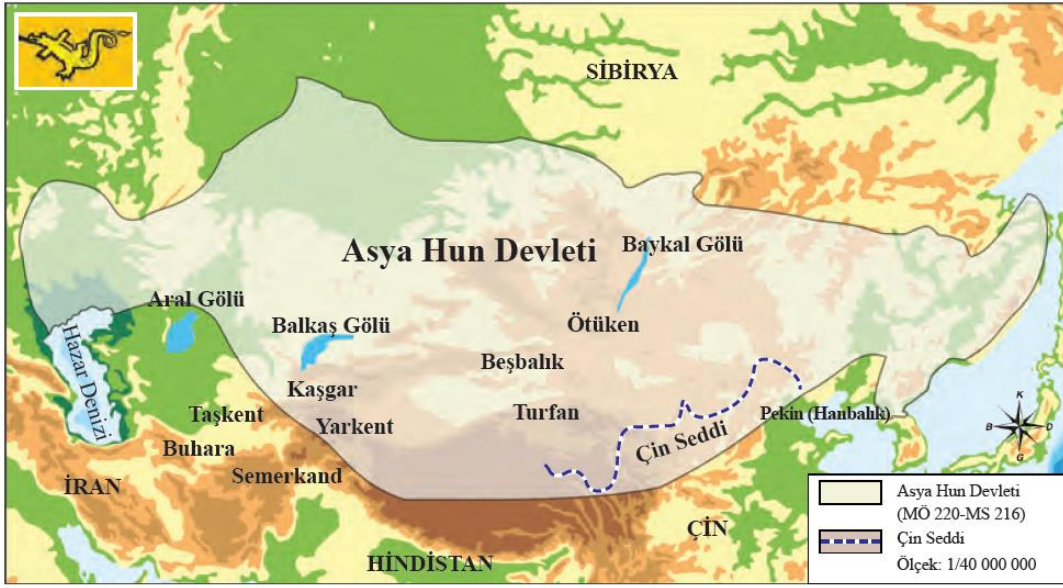 SİBİRYA
Asya Hun Devleti
Baykal Gölü
Aral Gölü
Balkaş Gölü
Ötüken
Hazar Denizi
Beşbalık
Kaşgar
Taşkent
Turfan
Pekin (Hanbalık)
Yarkent
Buhara
Çin Seddi
Semerkand
İRAN
ÇİN
HİNDİSTAN
K
B
D
G
Asya Hun Devleti
(MÖ 220-MS 216)
Çin Seddi
Ölçek: 1/40 000 000